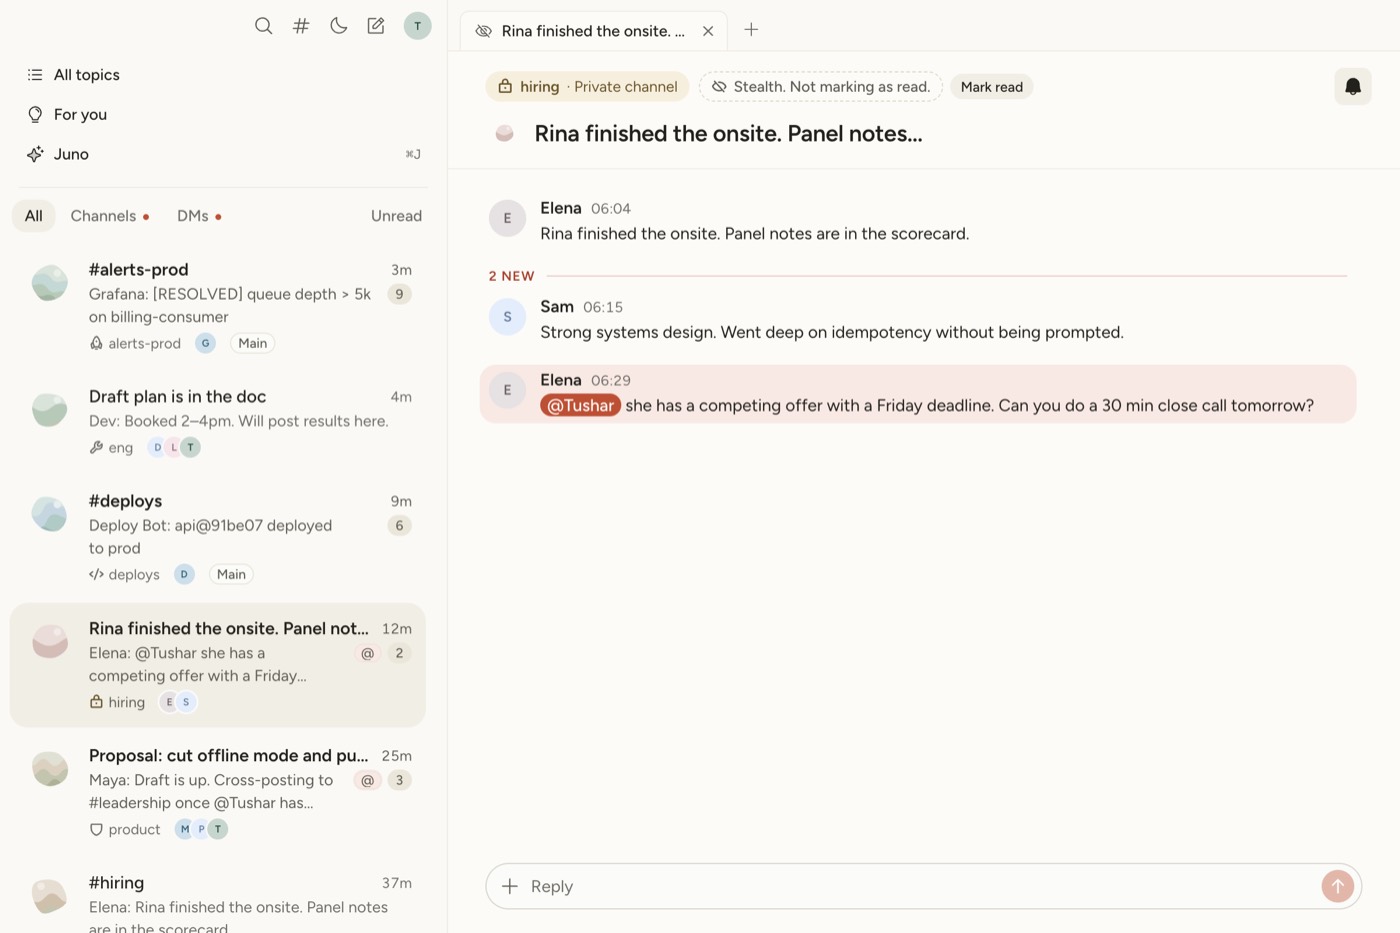 T
All topics
For you
Juno ⌘J
All Channels DMs Unread
#alerts-prod 3m
Grafana: [RESOLVED] queue depth > 5k 9
on billing-consumer
alerts-prod G Main
Draft plan is in the doc 4m
Dev: Booked 2–4pm. Will post results here.
eng D L T
#deploys 9m
Deploy Bot: api@91be07 deployed 6
to prod
deploys D Main
Rina finished the onsite. Panel not... 12m
Elena: @Tushar she has a @ 2
competing offer with a Friday...
hiring E S
Proposal: cut offline mode and pu... 25m
Maya: Draft is up. Cross-posting to @ 3
#leadership once @Tushar has...
product M P T
#hiring 37m
Elena: Rina finished the onsite. Panel notes
are in the scorecard.
Rina finished the onsite. ...
hiring · Private channel Stealth. Not marking as read. Mark read
Rina finished the onsite. Panel notes...
E Elena 06:04
Rina finished the onsite. Panel notes are in the scorecard.
2 NEW
S Sam 06:15
Strong systems design. Went deep on idempotency without being prompted.
E Elena 06:29
@Tushar she has a competing offer with a Friday deadline. Can you do a 30 min close call tomorrow?
Reply